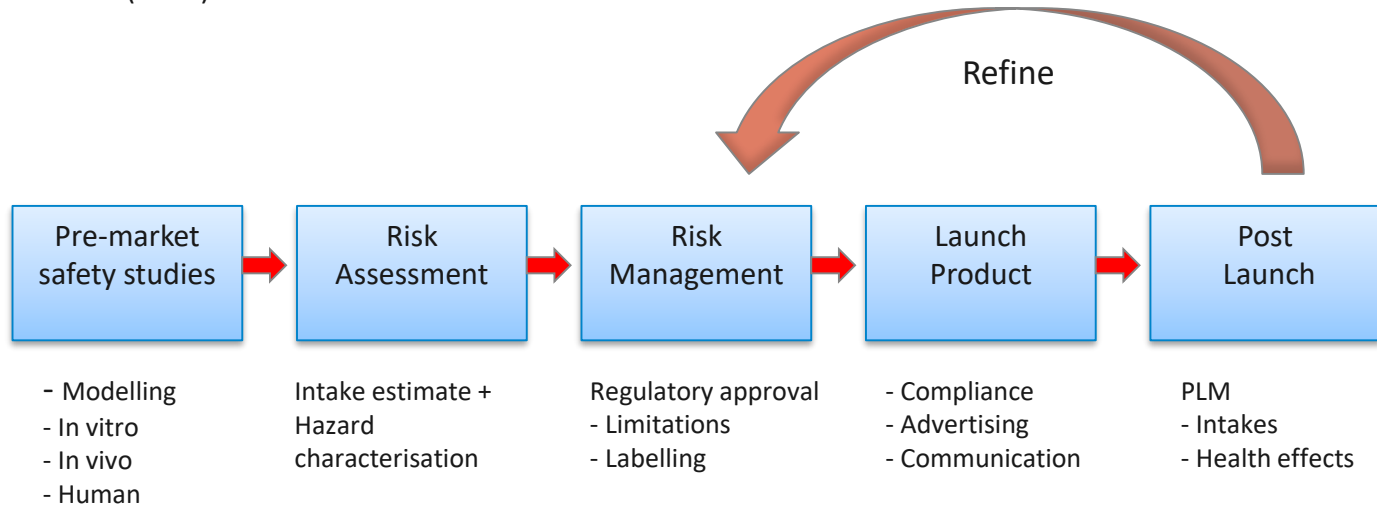 Refine
Pre-market
safety studies
Risk
Assessment
Risk
Management
Launch
Product
Post
Launch
- Modelling
- In vitro
- In vivo
- Human
Intake estimate +
Hazard
characterisation
Regulatory approval
- Limitations
- Labelling
- Compliance
- Advertising
- Communication
PLM
- Intakes
- Health effects